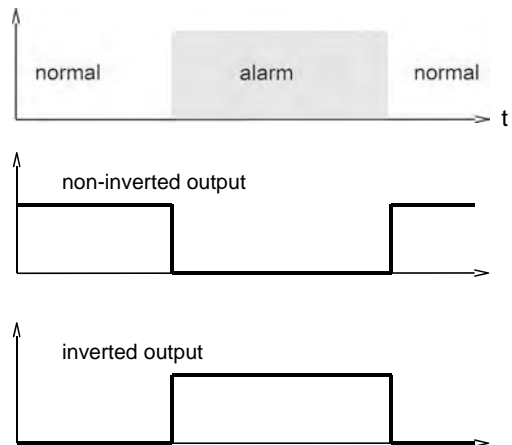 normal alarm normal
t
non-inverted output
inverted output